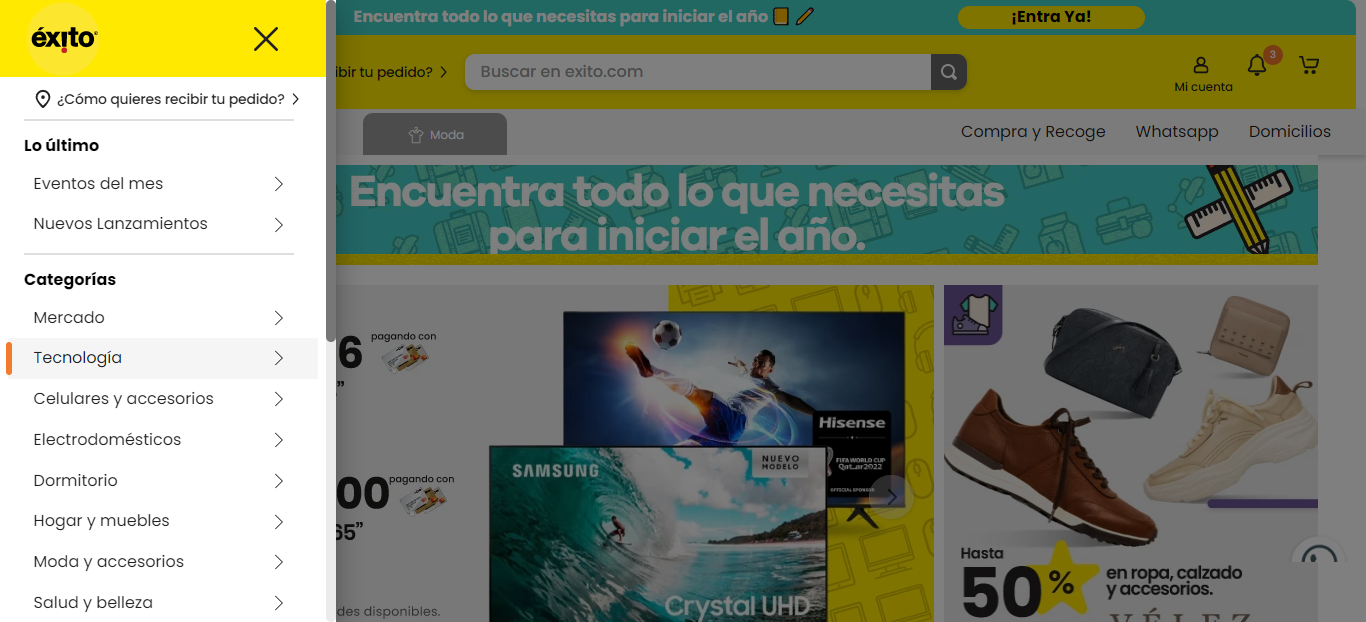 éxito
¿Cómo quieres recibir tu pedido?
Lo último
Eventos del mes
Nuevos Lanzamientos
Categorías
Mercado
Tecnología
Celulares y accesorios
Electrodomésticos
Dormitorio
Hogar y muebles
Moda y accesorios
Salud y belleza
Encuentra todo lo que necesitas para iniciar el año
¡Entra Ya!
ibir tu pedido?
Buscar en exito.com
3
Mi cuenta
Moda
Compra y Recoge
Whatsapp
Domicilios
Encuentra todo lo que necesitas
para iniciar el año.
6
pagando con
”
00
pagando con
65”
des disponibles.
Hisense
FIFA WORLD CUP
Qatar2022
OFFICIAL SPONSOR
SAMSUNG
NUEVO
MODELO
Crystal UHD
Hasta
50%
en ropa, calzado
y accesorios.
VÉLEZ